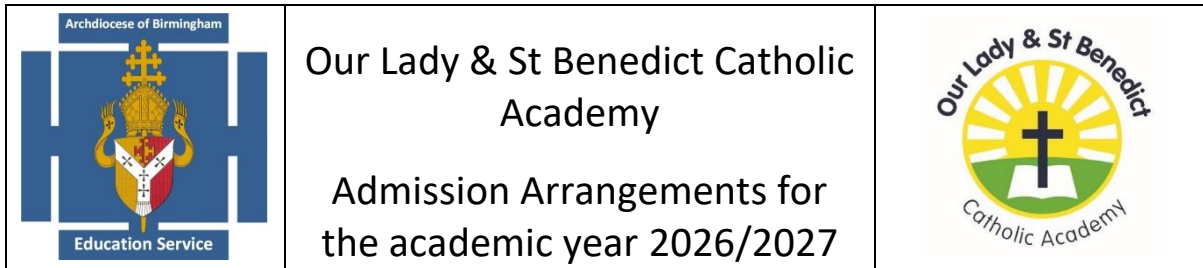 Archdiocese of Birmingham
Education Service
Our Lady & St Benedict Catholic
Academy
Admission Arrangements for
the academic year 2026/2027
Our Lady & St Benedict
Catholic Academy